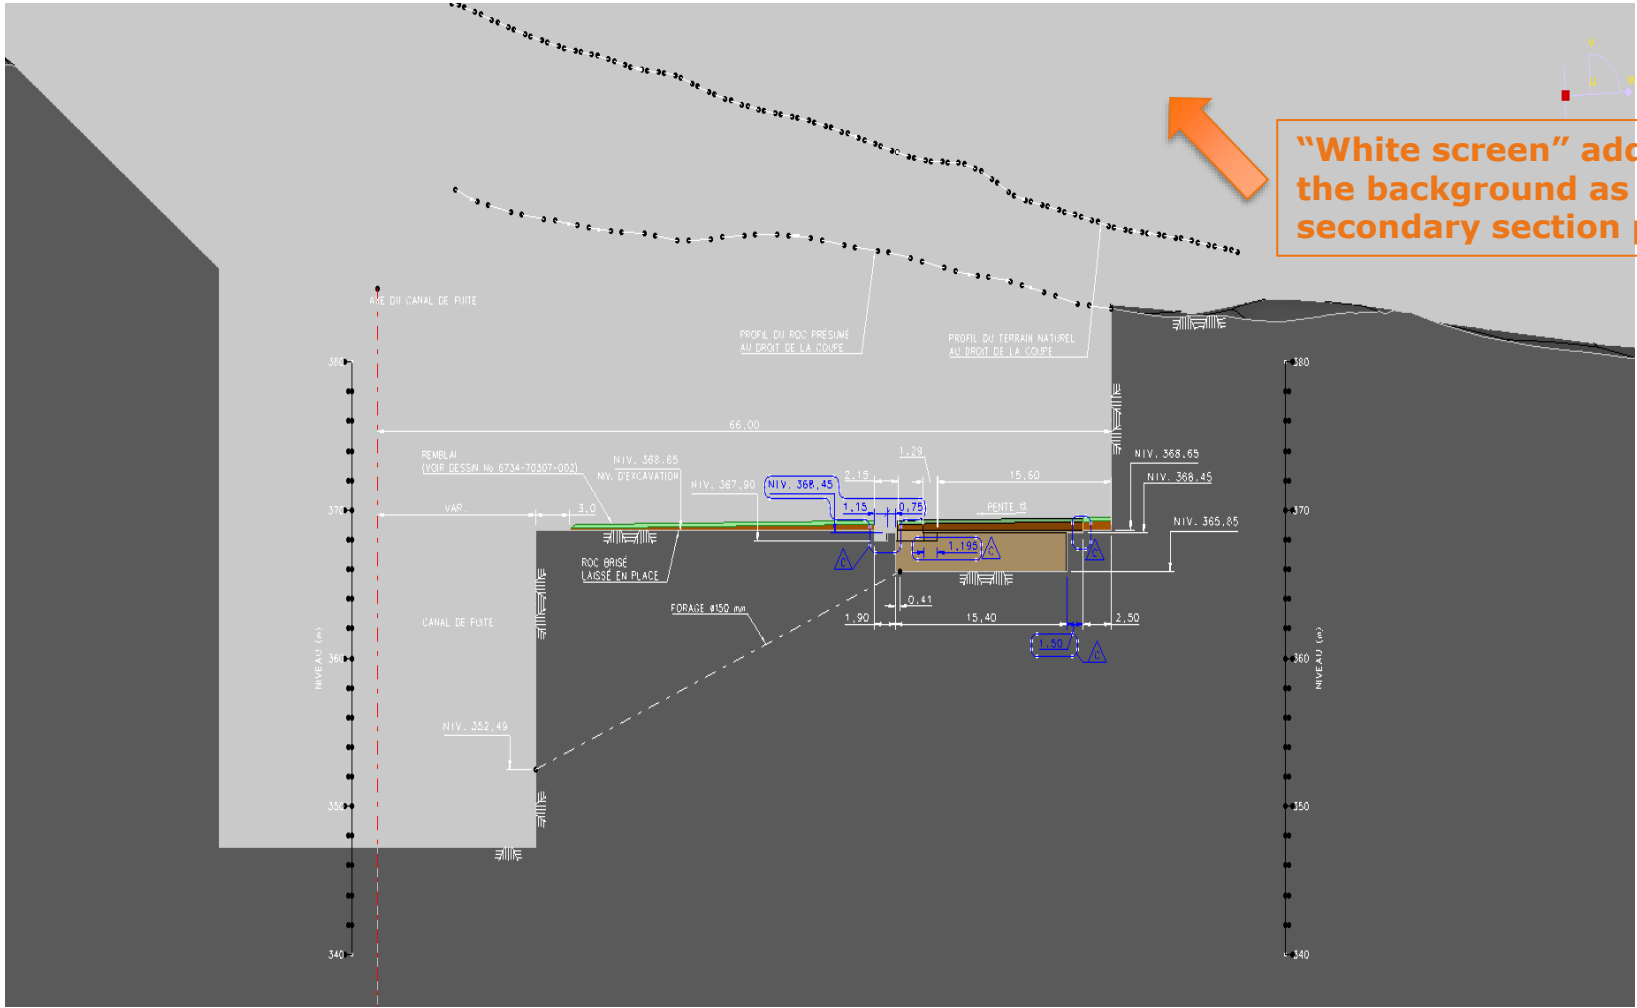 “White screen” add
the background as
secondary section p
AXE DU CANAL DE FUITE
PROFIL DU ROC PRÉSUMÉ
AU DROIT DE LA COUPE
PROFIL DU TERRAIN NATUREL
AU DROIT DE LA COUPE
380
380
66,00
REMBLAI
(VOIR DESSIN No 6734-70307-002)
NIV. 368,65
NIV. D'EXCAVATION
NIV. 367,90
NIV. 368,45
2,15
1,29
15,60
NIV. 368,65
NIV. 368,45
VAR.
3,0
1,15
0,75
PENTE 1%
NIV. 365,85
370
370
1,195
C
C
C
ROC BRISÉ
LAISSÉ EN PLACE
FORAGE ø150 mm
0,41
1,90
15,40
2,50
1,50
C
CANAL DE FUITE
360
360
NIVEAU (m)
NIVEAU (m)
NIV. 352,49
350
350
340
340